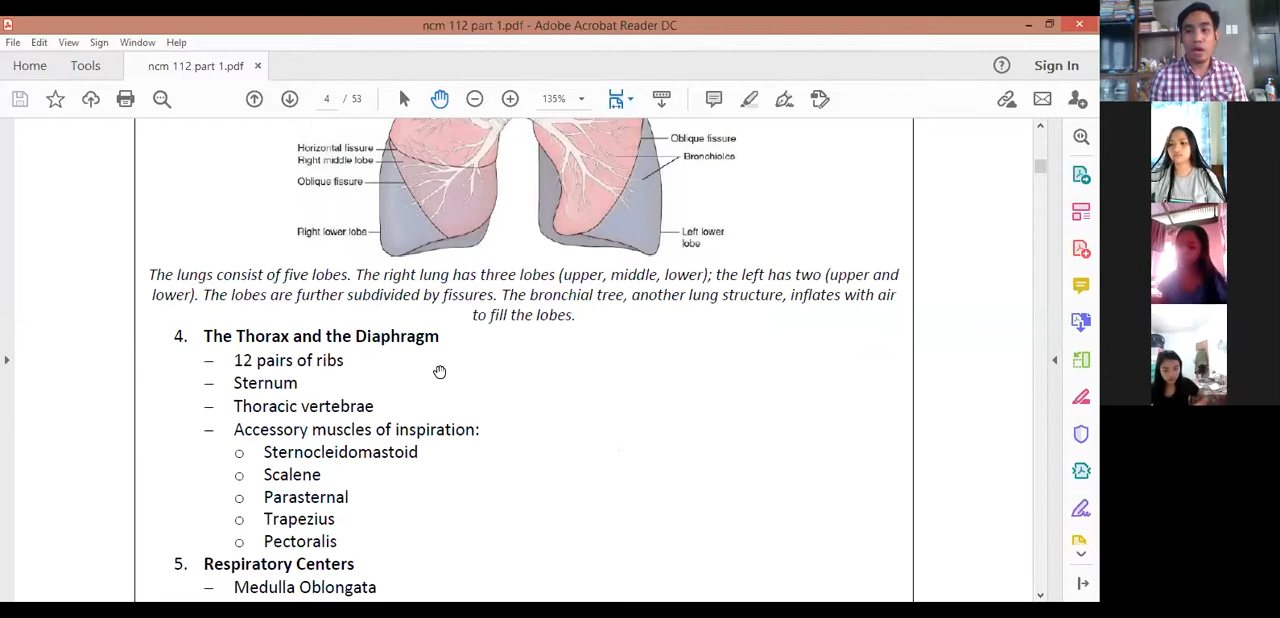 ncm 112 part 1.pdf - Adobe Acrobat Reader DC
File Edit View Sign Window Help
Home Tools ncm 112 part 1.pdf × Sign In
4 / 53 135%
Horizontal fissure
Right middle lobe
Oblique fissure
Right lower lobe
Oblique fissure
Bronchioles
Left lower
lobe
The lungs consist of five lobes. The right lung has three lobes (upper, middle, lower); the left has two (upper and
lower). The lobes are further subdivided by fissures. The bronchial tree, another lung structure, inflates with air
to fill the lobes.
4. The Thorax and the Diaphragm
– 12 pairs of ribs
– Sternum
– Thoracic vertebrae
– Accessory muscles of inspiration:
o Sternocleidomastoid
o Scalene
o Parasternal
o Trapezius
o Pectoralis
5. Respiratory Centers
– Medulla Oblongata